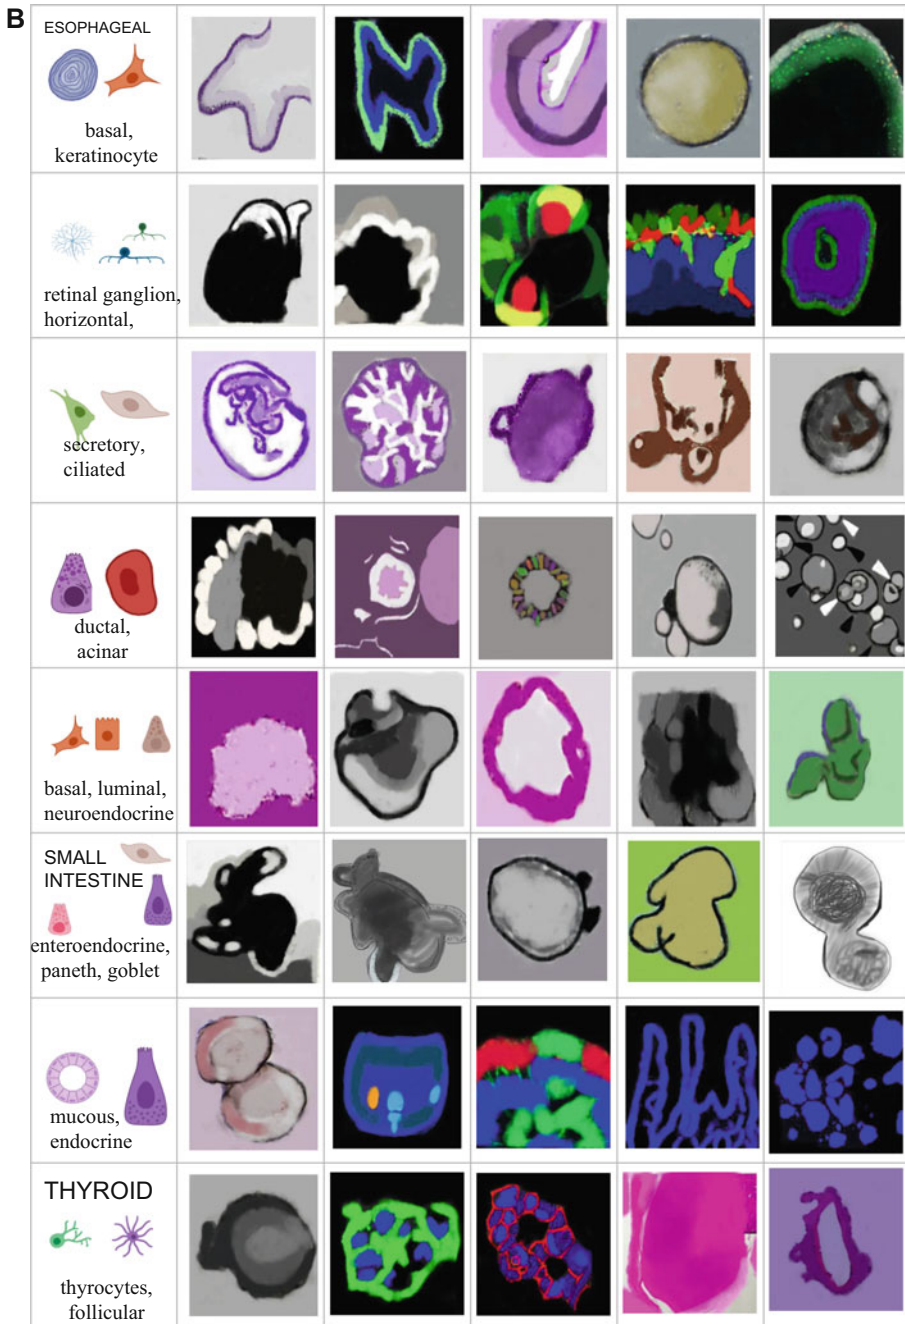 B
ESOPHAGEAL
basal,
keratinocyte
retinal ganglion,
horizontal,
secretory,
ciliated
ductal,
acinar
basal, luminal,
neuroendocrine
SMALL
INTESTINE
enteroendocrine,
paneth, goblet
mucous,
endocrine
THYROID
thyrocytes,
follicular